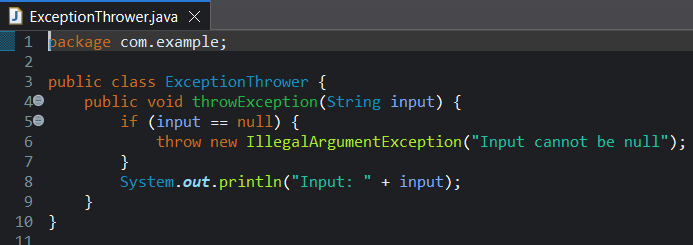 ExceptionThrower.java
1 package com.example;
2
3 public class ExceptionThrower {
4 public void throwException(String input) {
5 if (input == null) {
6 throw new IllegalArgumentException("Input cannot be null");
7 }
8 System.out.println("Input: " + input);
9 }
10 }